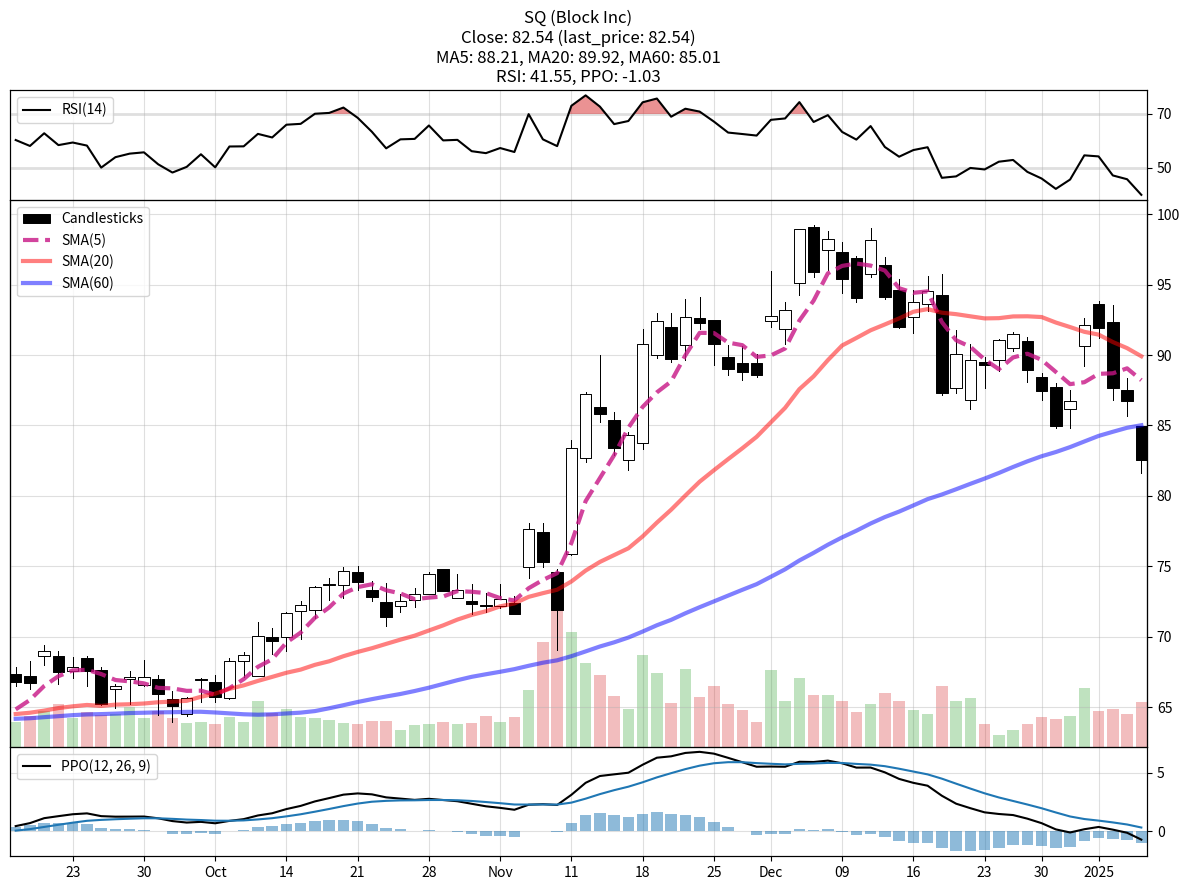 SQ (Block Inc)
Close: 82.54 (last_price: 82.54)
MA5: 88.21, MA20: 89.92, MA60: 85.01
RSI: 41.55, PPO: -1.03
RSI(14)
70
50
Candlesticks
SMA(5)
SMA(20)
SMA(60)
100
95
90
85
80
75
70
65
PPO(12, 26, 9)
5
0
23 30 Oct 14 21 28 Nov 11 18 25 Dec 09 16 23 30 2025